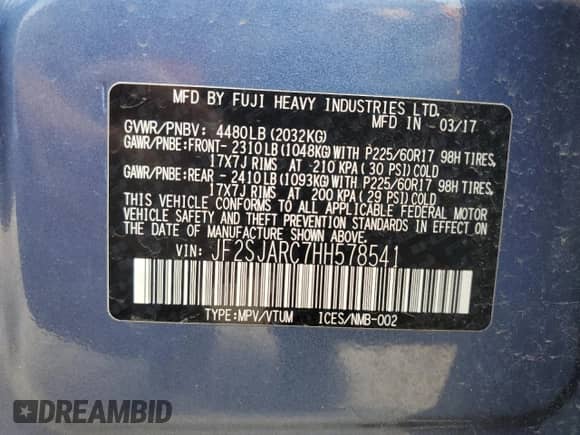 MFD BY FUJI HEAVY INDUSTRIES LTD.
MFD IN 03/17
GVWR/PNBV: 4480LB(2032KG)
GAWR/PNBE:FRONT- 2310LB(1048KG)WITH P225/60R17 98H TIRES,
17X7J RIMS AT 210 KPA( 30 PSI)COLD
GAWR/PNBE:REAR - 2410LB(1093KG)WITH P225/60R17 98H TIRES,
17X7J RIMS AT 200 KPA( 29 PSI)COLD
THIS VEHICLE CONFORMS TO ALL APPLICABLE FEDERAL MOTOR
VEHICLE SAFETY AND THEFT PREVENTION STANDARDS IN EFFECT ON
THE DATE OF MANUFACTURE SHOWN ABOVE.
VIN: JF2SJARC7HH578541
TYPE:MPV/VTUM ICES/NMB-002
DREAMBID